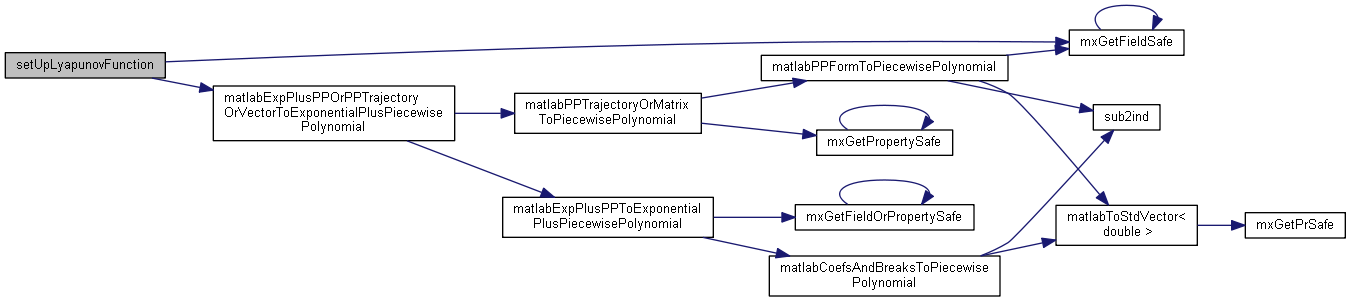 setUpLyapunovFunction
mxGetFieldSafe
matlabExpPlusPPOrPPTrajectory
OrVectorToExponentialPlusPiecewise
Polynomial
matlabPPTrajectoryOrMatrix
ToPiecewisePolynomial
matlabPPFormToPiecewisePolynomial
sub2ind
mxGetPropertySafe
matlabExpPlusPPToExponential
PlusPiecewisePolynomial
mxGetFieldOrPropertySafe
matlabToStdVector<
double >
mxGetPrSafe
matlabCoefsAndBreaksToPiecewise
Polynomial